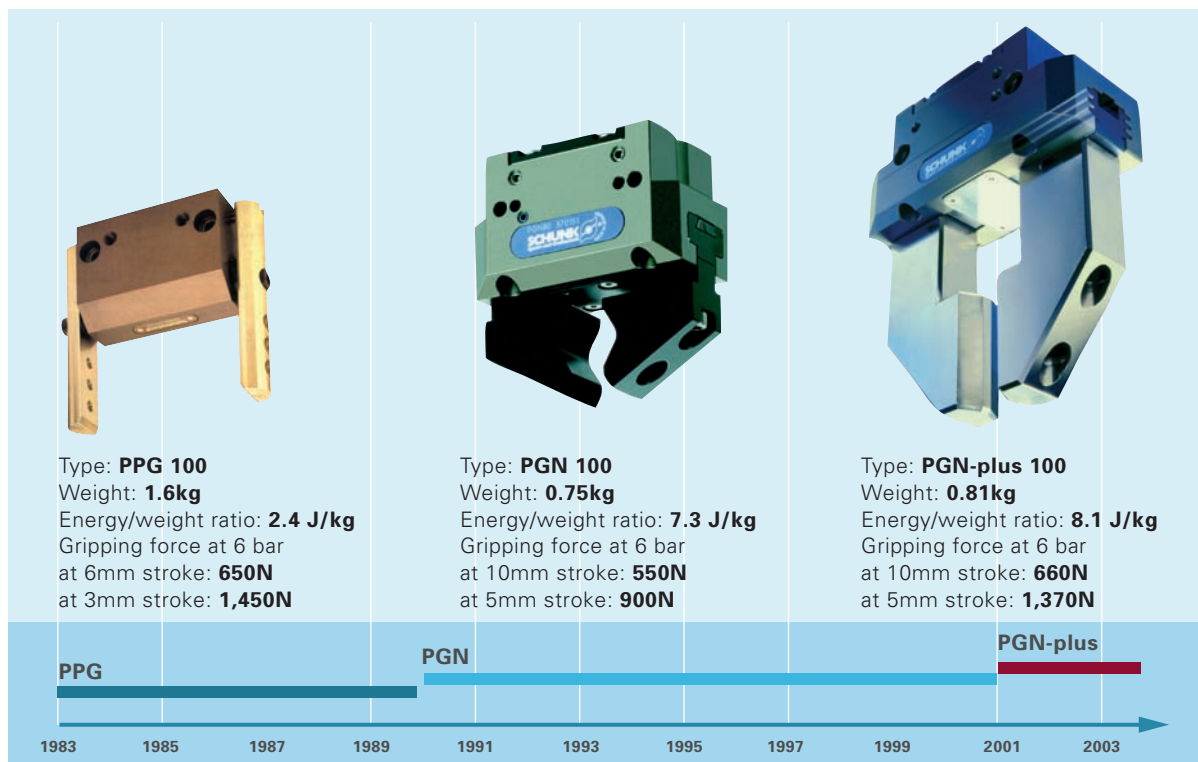 SCHUNK
SCHUNK
Type: PPG 100
Weight: 1.6kg
Energy/weight ratio: 2.4 J/kg
Gripping force at 6 bar
at 6mm stroke: 650N
at 3mm stroke: 1,450N
Type: PGN 100
Weight: 0.75kg
Energy/weight ratio: 7.3 J/kg
Gripping force at 6 bar
at 10mm stroke: 550N
at 5mm stroke: 900N
Type: PGN-plus 100
Weight: 0.81kg
Energy/weight ratio: 8.1 J/kg
Gripping force at 6 bar
at 10mm stroke: 660N
at 5mm stroke: 1,370N
PPG
PGN
PGN-plus
1983 1985 1987 1989 1991 1993 1995 1997 1999 2001 2003